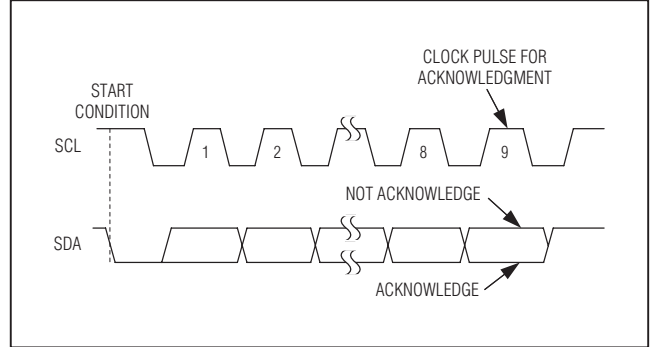 CLOCK PULSE FOR
ACKNOWLEDGMENT
START
CONDITION
SCL
1 2 8 9
NOT ACKNOWLEDGE
SDA
ACKNOWLEDGE